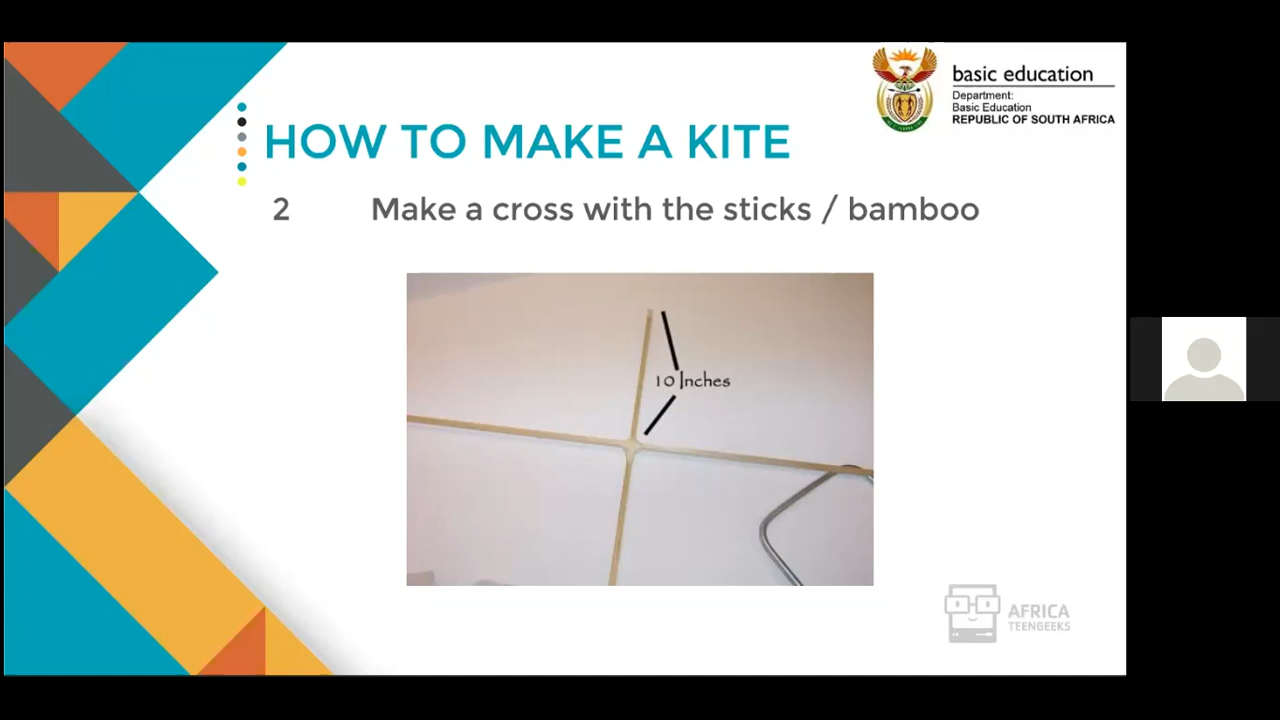 basic education
Department:
Basic Education
REPUBLIC OF SOUTH AFRICA
HOW TO MAKE A KITE
2 Make a cross with the sticks / bamboo
10 Inches
AFRICA
TEENGEEKS